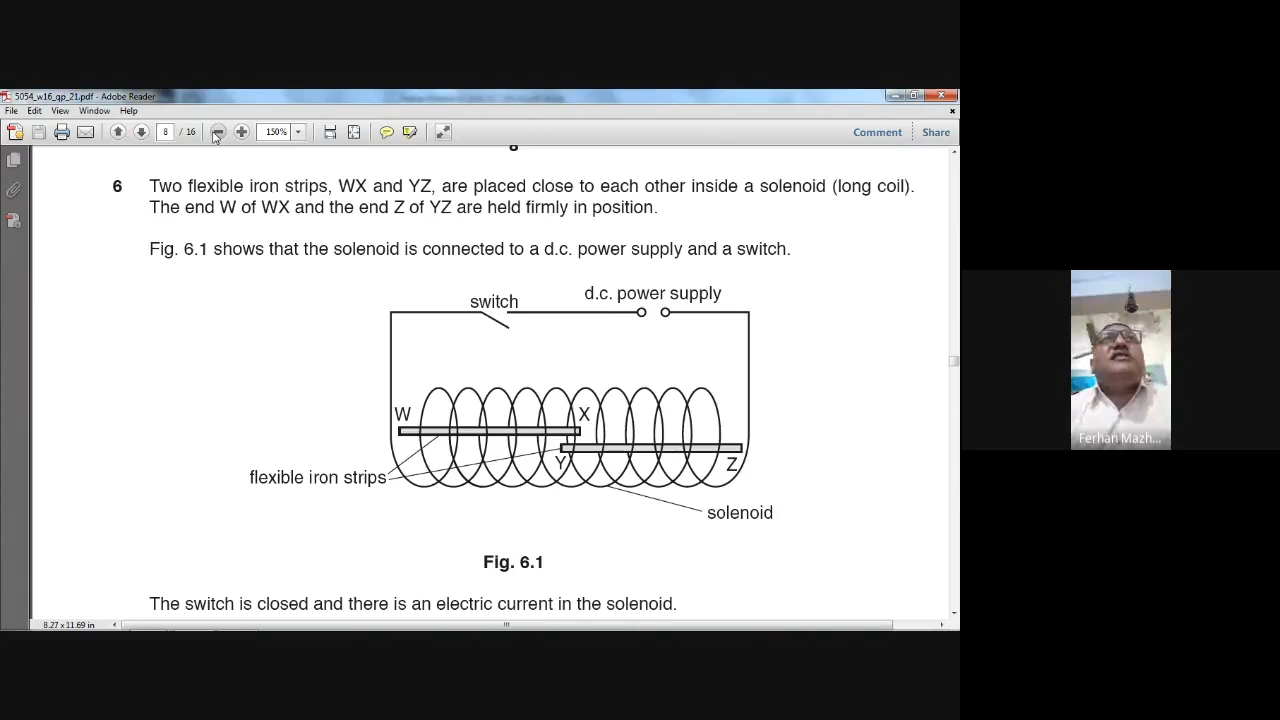 5054_w16_qp_21.pdf - Adobe Reader
File Edit View Window Help
8 / 16 150% Comment Share
8
6 Two flexible iron strips, WX and YZ, are placed close to each other inside a solenoid (long coil).
The end W of WX and the end Z of YZ are held firmly in position.
Fig. 6.1 shows that the solenoid is connected to a d.c. power supply and a switch.
switch d.c. power supply
W X
Y Z
flexible iron strips
solenoid
Fig. 6.1
The switch is closed and there is an electric current in the solenoid.
8.27 x 11.69 in
Ferhan Mazh...